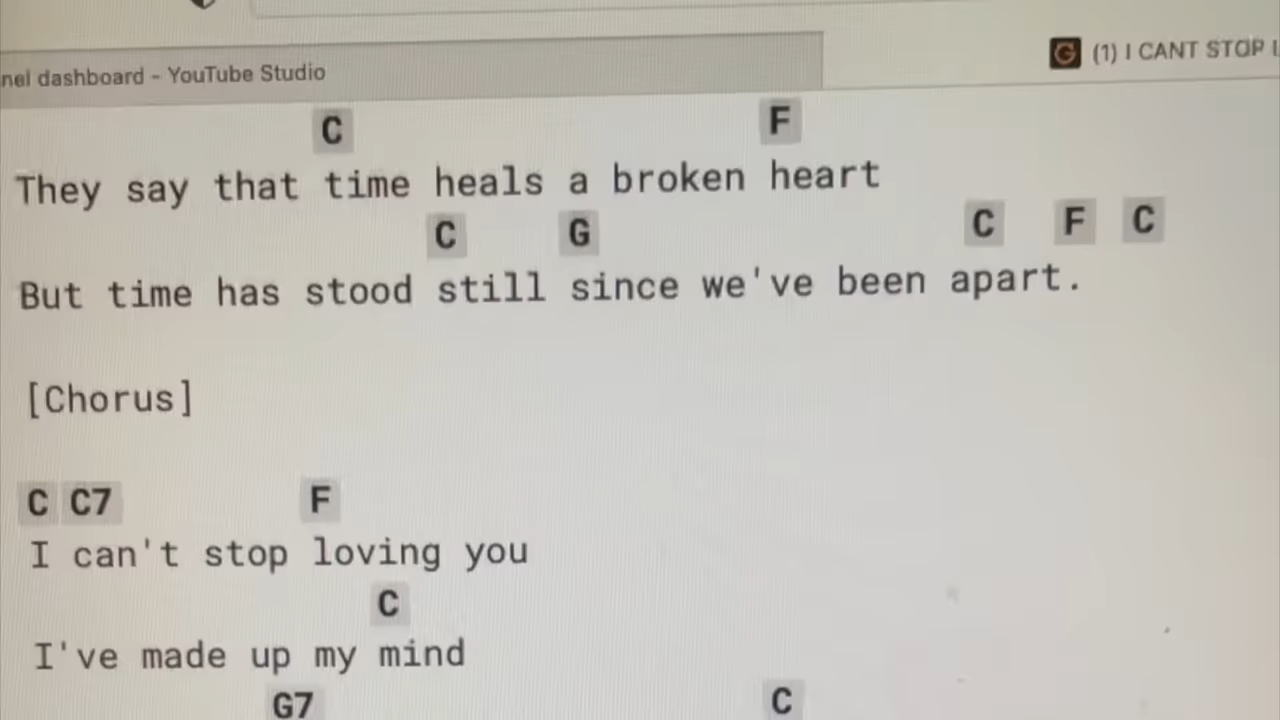 nel dashboard - YouTube Studio
(1) I CANT STOP
C F
They say that time heals a broken heart
C G C F C
But time has stood still since we've been apart.
[Chorus]
C C7 F
I can't stop loving you
C
I've made up my mind
G7 C